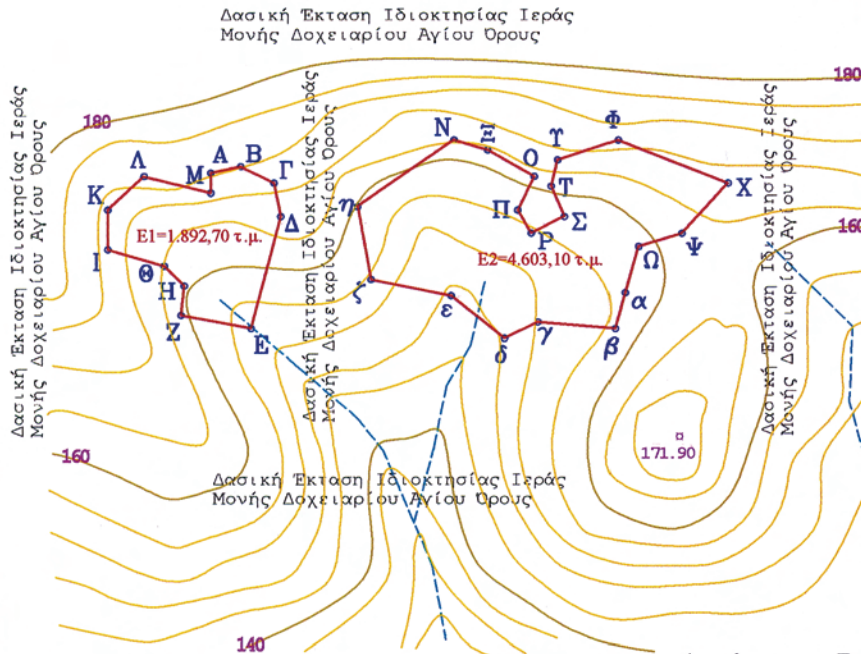 Δασική Έκταση Ιδιοκτησίας Ιεράς
Μονής Δοχειαρίου Αγίου Όρους
180
180
160
160
140
Δασική Έκταση Ιδιοκτησίας Ιεράς
Μονής Δοχειαρίου Αγίου Όρους
Δασική Έκταση Ιδιοκτησίας Ιεράς
Μονής Δοχειαρίου Αγίου Όρους
Δασική Έκταση Ιδιοκτησίας Ιεράς
Μονής Δοχειαρίου Αγίου Όρους
Α
Β
Γ
Δ
Ε
Ζ
Η
Θ
Ι
Κ
Λ
Μ
Ε1=1.892,70 τ.μ.
Ν
Ξ
Ο
Π
Ρ
Σ
Τ
Υ
Φ
Χ
Ψ
Ω
α
β
γ
δ
ε
ζ
η
Ε2=4.603,10 τ.μ.
171.90
Δασική Έκταση Ιδιοκτησίας Ιεράς
Μονής Δοχειαρίου Αγίου Όρους